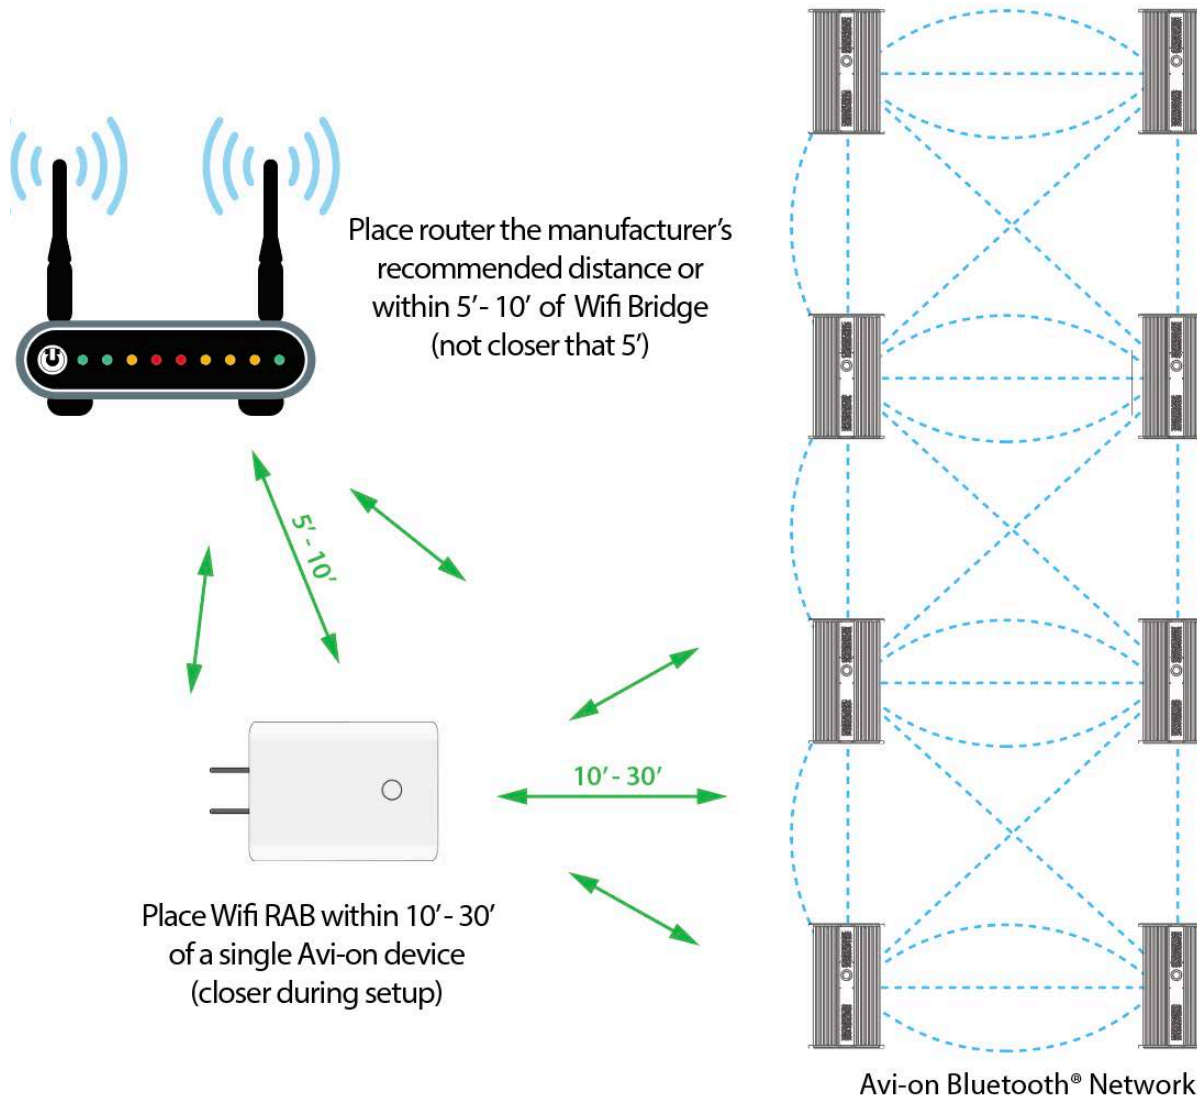 Place router the manufacturer's
recommended distance or
within 5'- 10' of Wifi Bridge
(not closer that 5')
5' - 10'
10' - 30'
Place Wifi RAB within 10' - 30'
of a single Avi-on device
(closer during setup)
Avi-on Bluetooth® Network